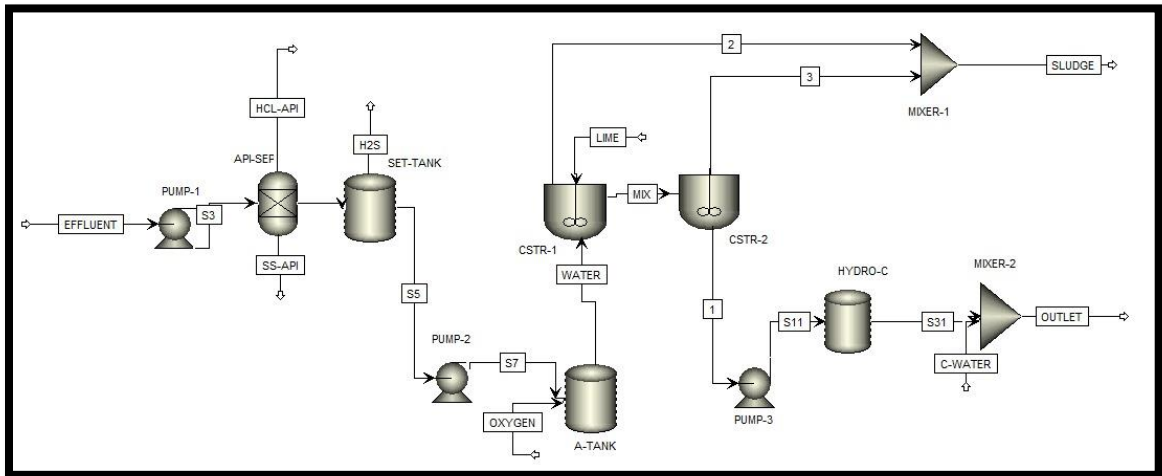 2
3
SLUDGE
MIXER-1
HCL-API
H2S
LIME
API-SEP
SET-TANK
PUMP-1
MIX
S3
EFFLUENT
CSTR-1
CSTR-2
SS-API
WATER
HYDRO-C
MIXER-2
S5
1
S11
S31
OUTLET
PUMP-2
S7
C-WATER
OXYGEN
PUMP-3
A-TANK